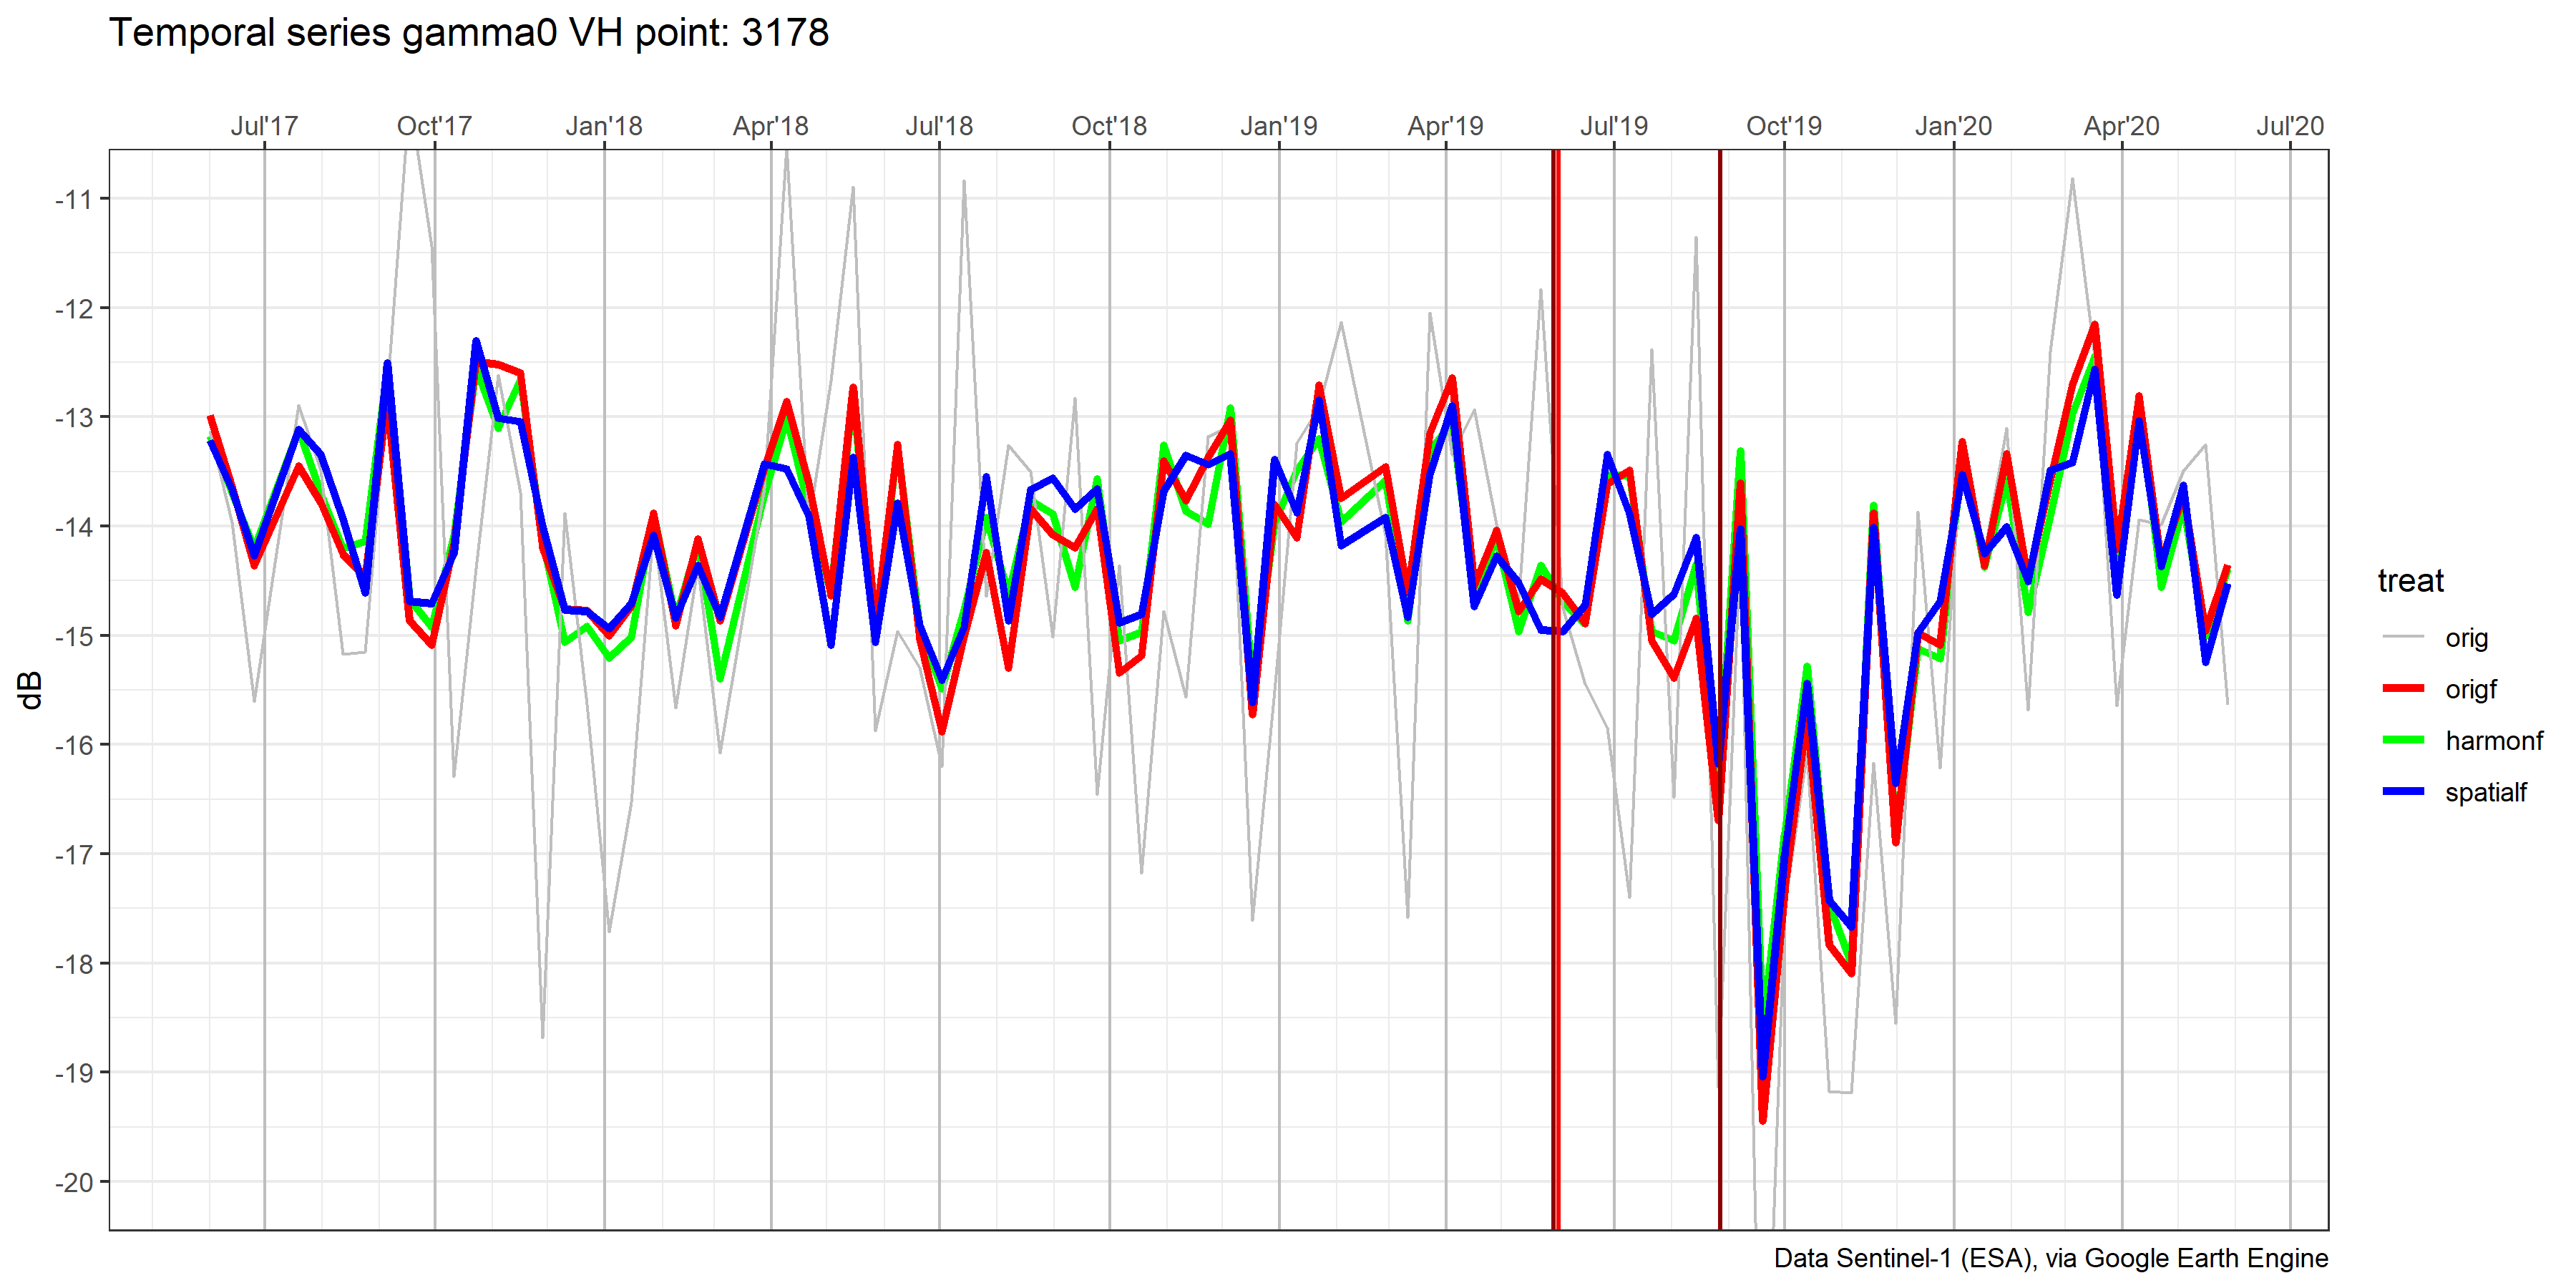 Temporal series gamma0 VH point: 3178
Jul'17 Oct'17 Jan'18 Apr'18 Jul'18 Oct'18 Jan'19 Apr'19 Jul'19 Oct'19 Jan'20 Apr'20 Jul'20
-11
-12
-13
-14
-15
-16
-17
-18
-19
-20
dB
treat
orig
origf
harmonf
spatialf
Data Sentinel-1 (ESA), via Google Earth Engine